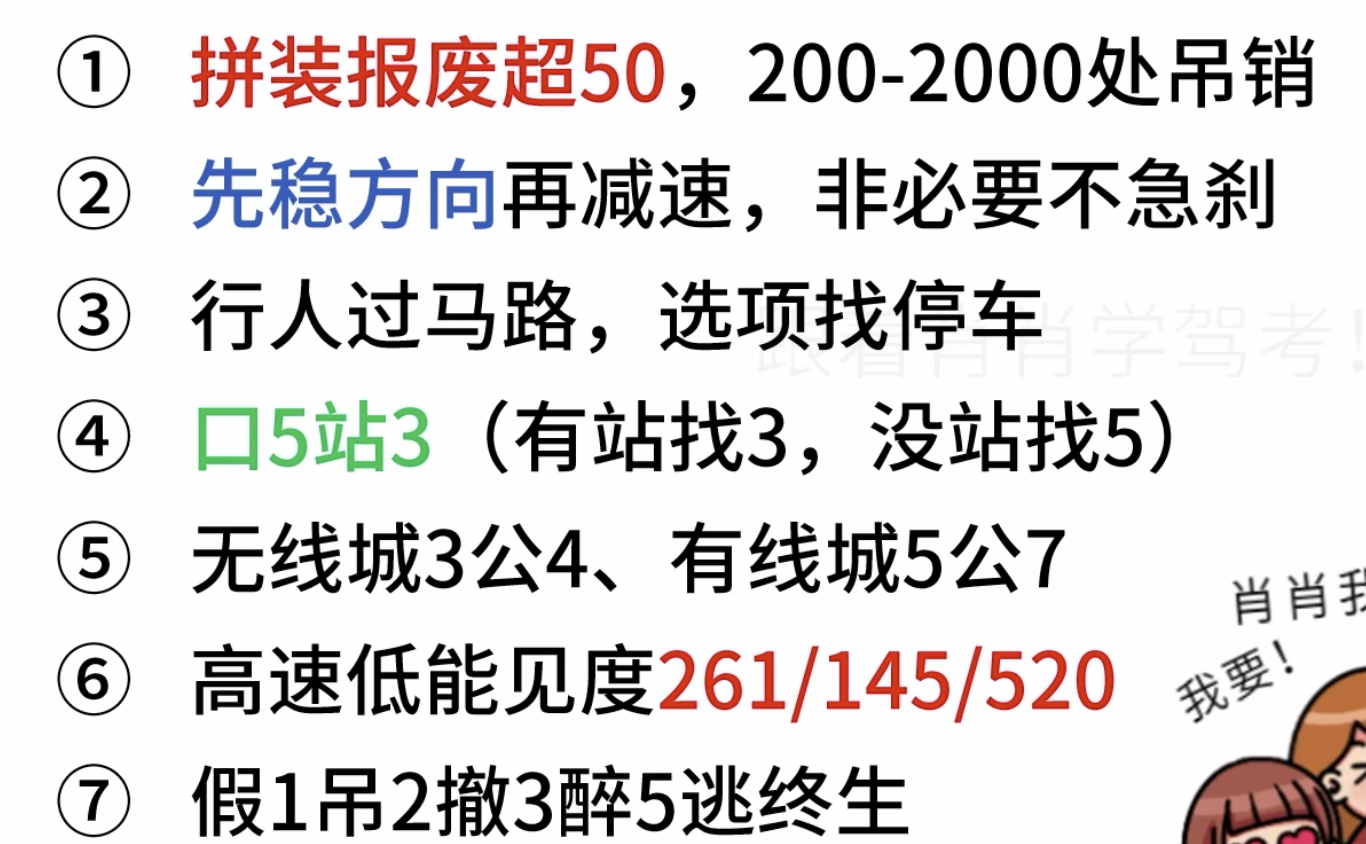 ① 拼装报废超50，200-2000处吊销
② 先稳方向再减速，非必要不急刹
③ 行人过马路，选项找停车
跟着肖肖学驾考！
④ 口5站3（有站找3，没站找5）
⑤ 无线城3公4、有线城5公7
肖肖我
我要！
⑥ 高速低能见度261/145/520
⑦ 假1吊2撤3醉5逃终生